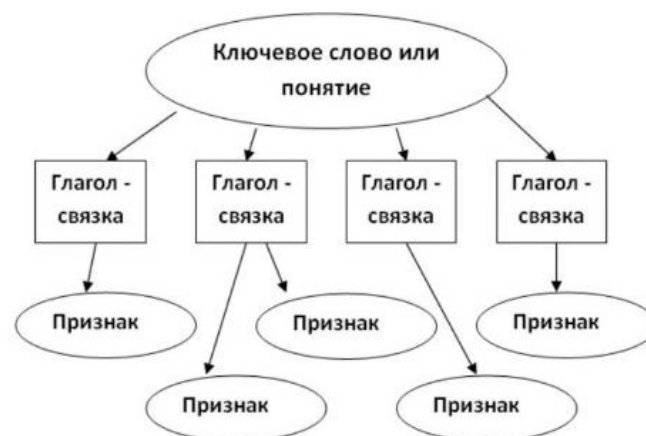 Ключевое слово или
понятие
Глагол -
связка
Глагол -
связка
Глагол -
связка
Глагол -
связка
Признак
Признак
Признак
Признак
Признак